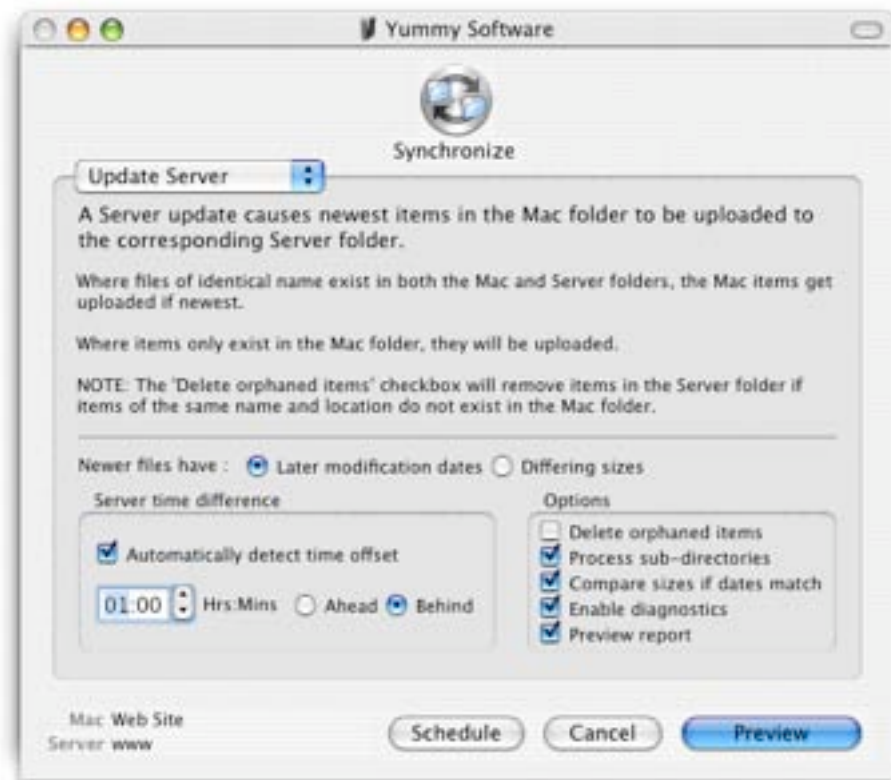 Yummy Software
Synchronize
Update Server
A Server update causes newest items in the Mac folder to be uploaded to
the corresponding Server folder.
Where files of identical name exist in both the Mac and Server folders, the Mac items get
uploaded if newest.
Where items only exist in the Mac folder, they will be uploaded.
NOTE: The 'Delete orphaned items' checkbox will remove items in the Server folder if
items of the same name and location do not exist in the Mac folder.
Newer files have : Later modification dates Differing sizes
Server time difference
Automatically detect time offset
01:00 Hrs:Mins Ahead Behind
Options
Delete orphaned items
Process sub-directories
Compare sizes if dates match
Enable diagnostics
Preview report
Mac Web Site
Server www
Schedule Cancel Preview